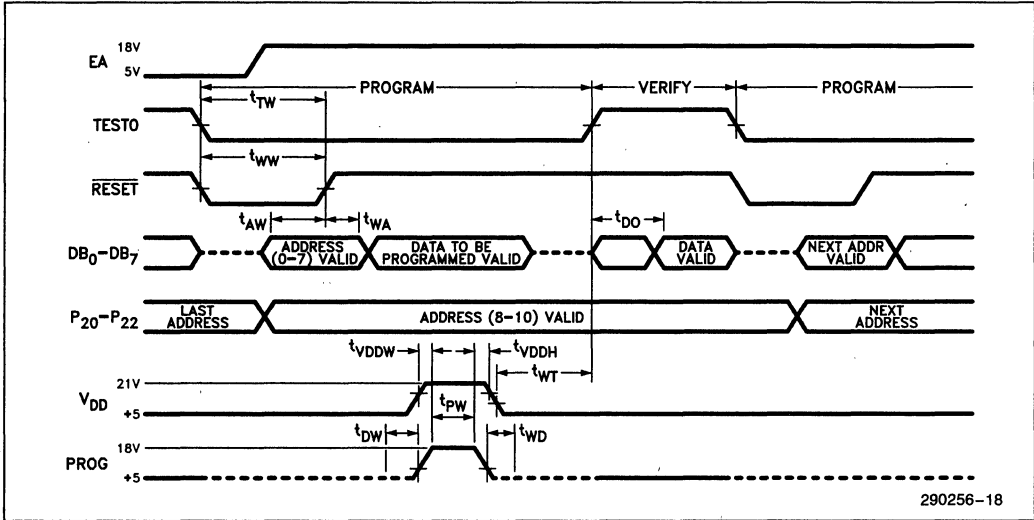 18V
EA
5V
PROGRAM
VERIFY
PROGRAM
tTW
TEST0
tWW
RESET
tAW
tWA
tDO
DB0-DB7
ADDRESS (0-7) VALID
DATA TO BE PROGRAMMED VALID
DATA VALID
NEXT ADDR VALID
P20-P22
LAST ADDRESS
ADDRESS (8-10) VALID
NEXT ADDRESS
tVDDW
tVDDH
tWT
21V
VDD
+5
tPW
tDW
tWD
18V
PROG
+5
290256-18